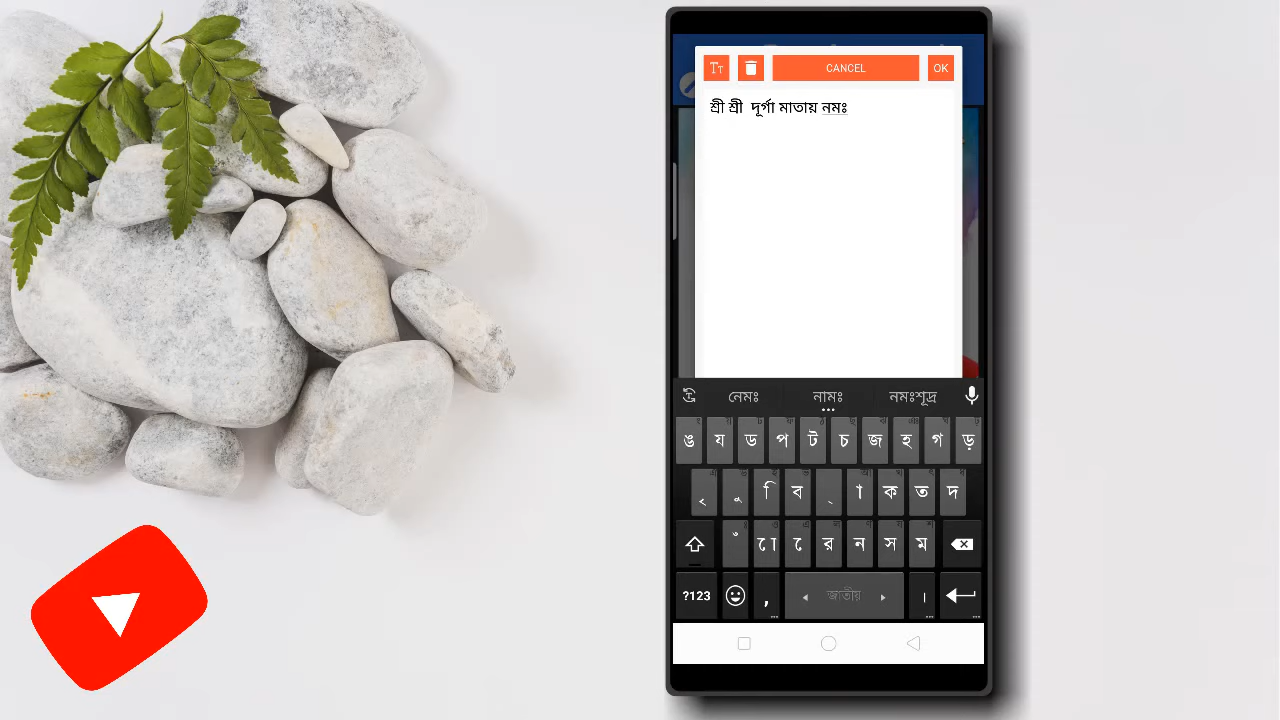 CANCEL OK
শ্রী শ্রী দূর্গা মাতায় নমঃ
নেমঃ নামঃ নমঃশূদ্র
ঙ য ড প ট চ জ হ গ ড়
ৃ ু ি ব ্ া ক ত দ
ঁ ো ে র ন স ম
?123 , জাতীয় ।